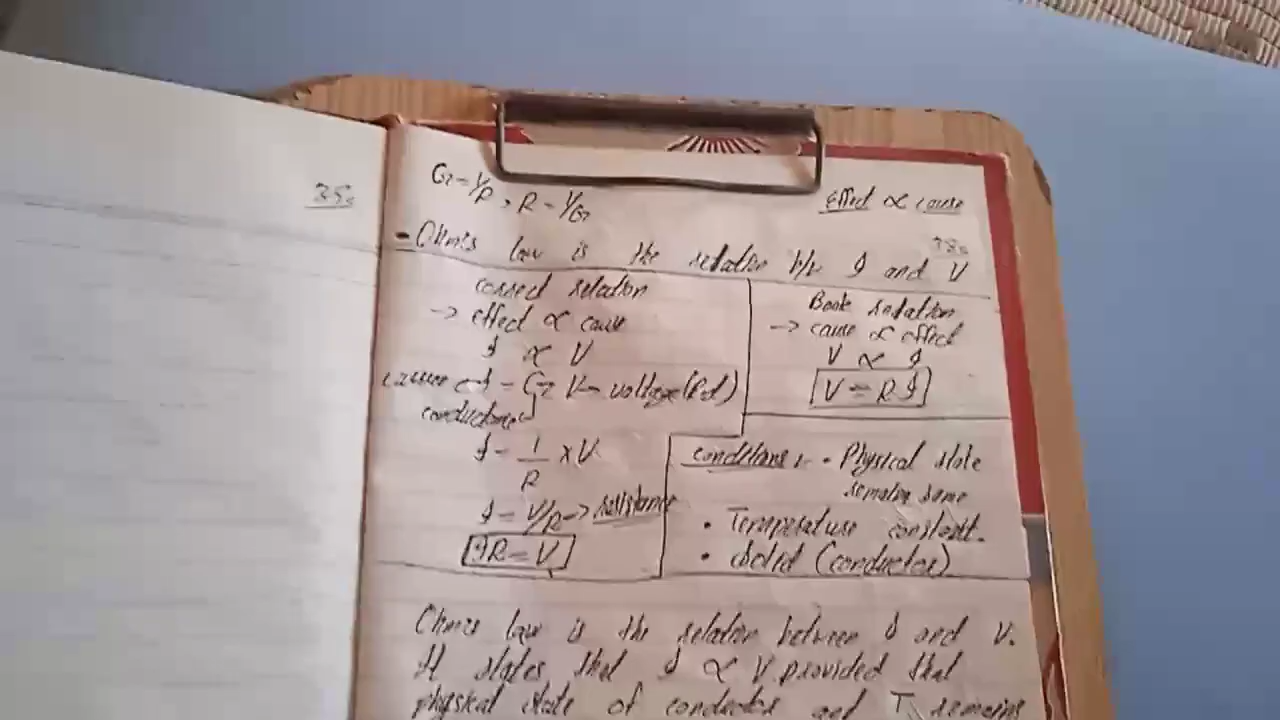 35
G = 1/R , R = 1/G
Effect ∝ cause
- Ohm's law is the relation b/w I and V
correct relation
→ effect ∝ cause
I ∝ V
current I = G V → voltage (P.d)
conductance
I = 1/R × V
I = V/R → resistance
IR = V
Book relation
→ cause ∝ effect
V ∝ I
V = R I
conditions :- • Physical state
remains same
• Temperature constant.
• Solid (conductor)
Ohm's law is the relation between I and V.
It states that I ∝ V provided that
physical state of conductor and T remains